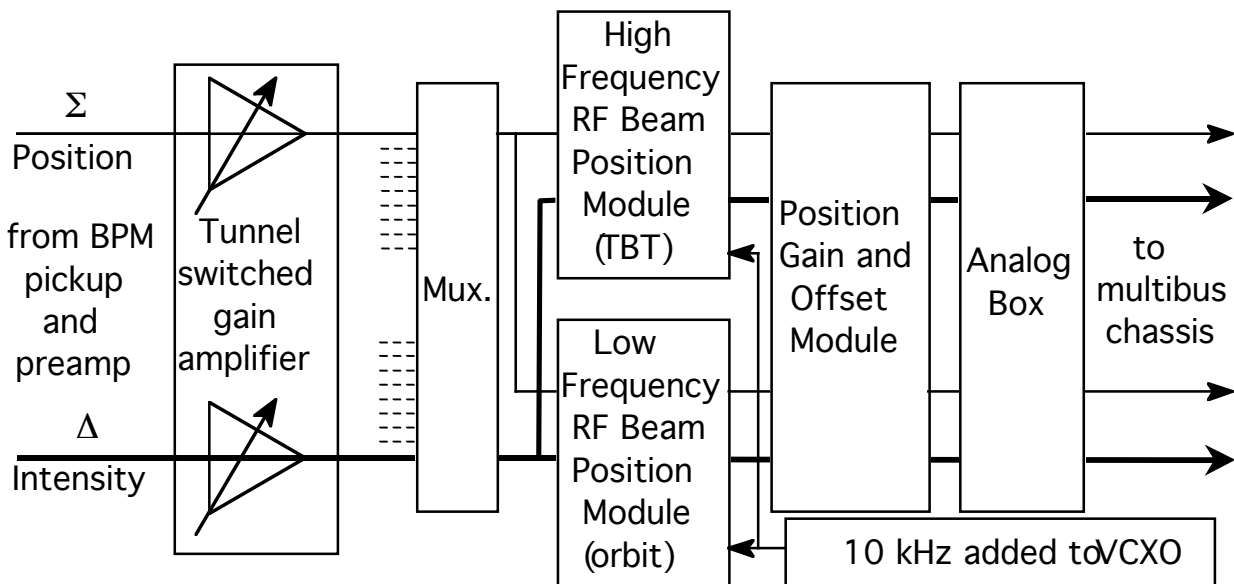 Σ
Position
from BPM
pickup
and
preamp
Δ
Intensity
Tunnel
switched
gain
amplifier
Mux.
High
Frequency
RF Beam
Position
Module
(TBT)
Low
Frequency
RF Beam
Position
Module
(orbit)
Position
Gain and
Offset
Module
Analog
Box
to
multibus
chassis
10 kHz added toVCXO